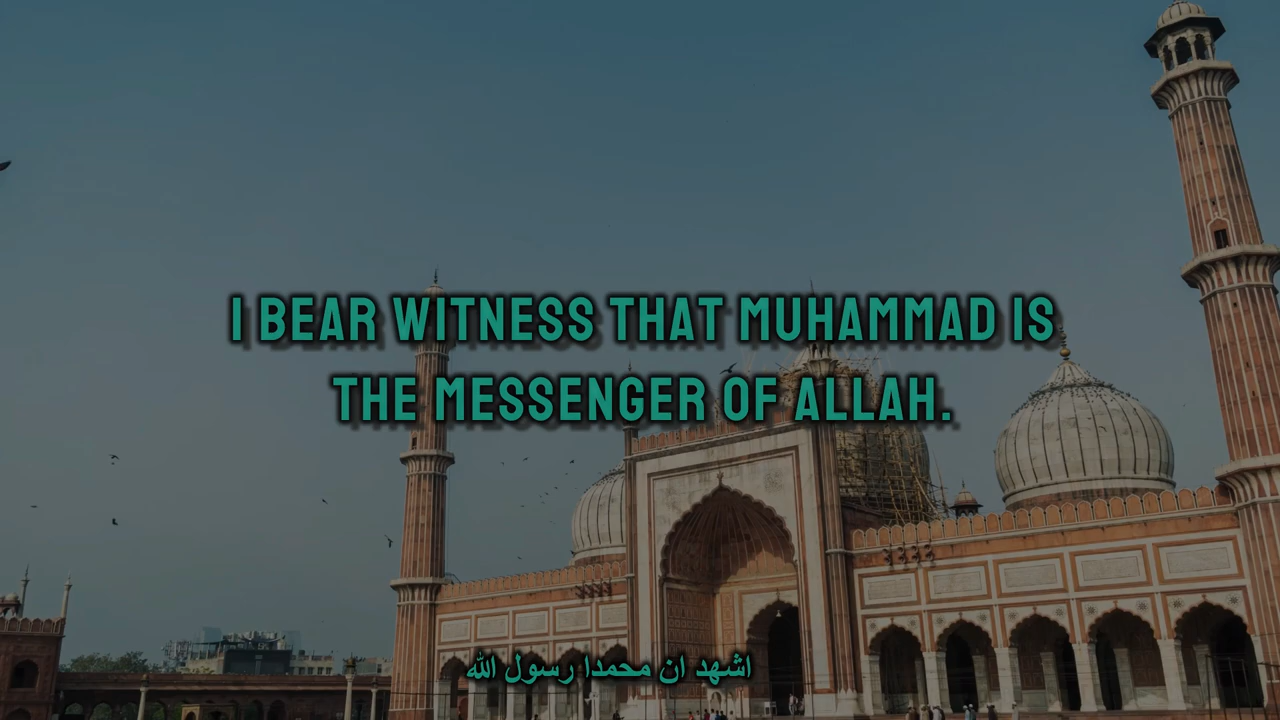 I BEAR WITNESS THAT MUHAMMAD IS
THE MESSENGER OF ALLAH.
اشهد ان محمدا رسول الله